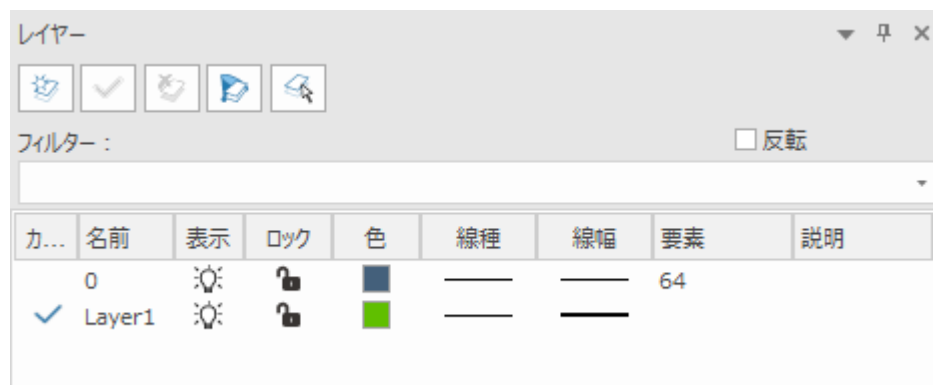 レイヤー
フィルター :
反転
カ... 名前 表示 ロック 色 線種 線幅 要素 説明
0 64
Layer1